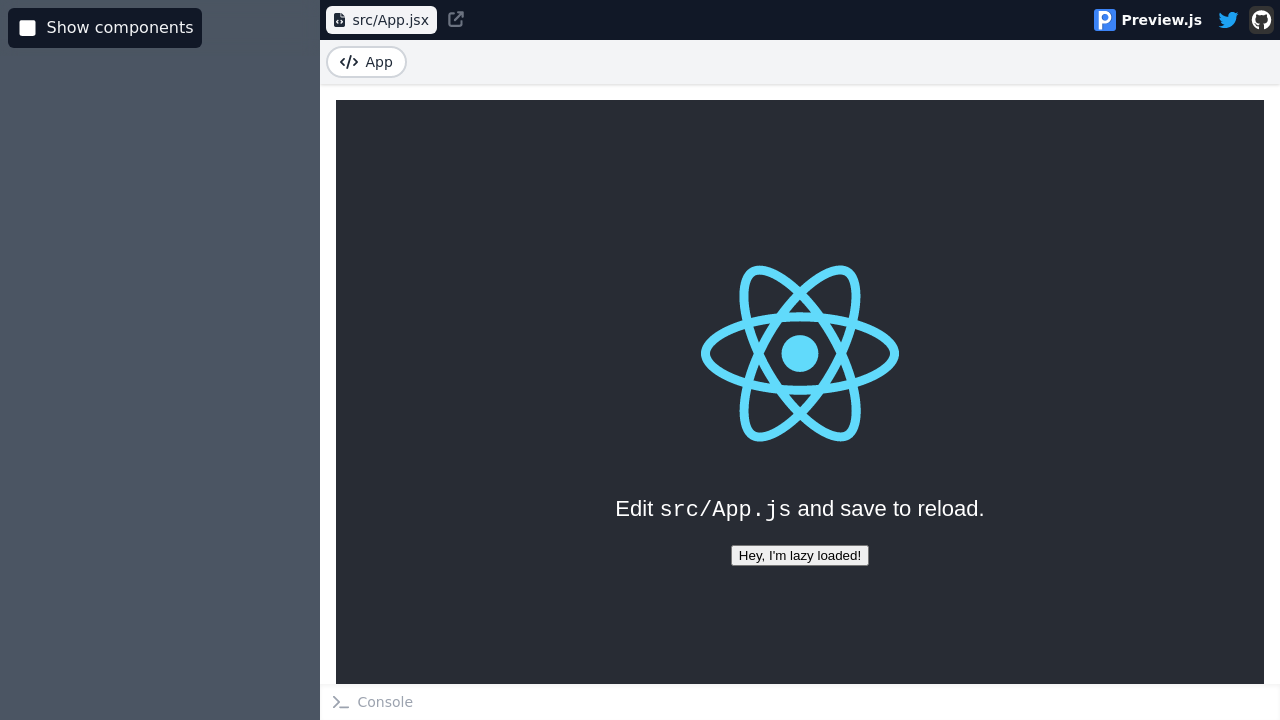 Show components
src/App.jsx
Preview.js
App
Edit src/App.js and save to reload.
Hey, I'm lazy loaded!
Console